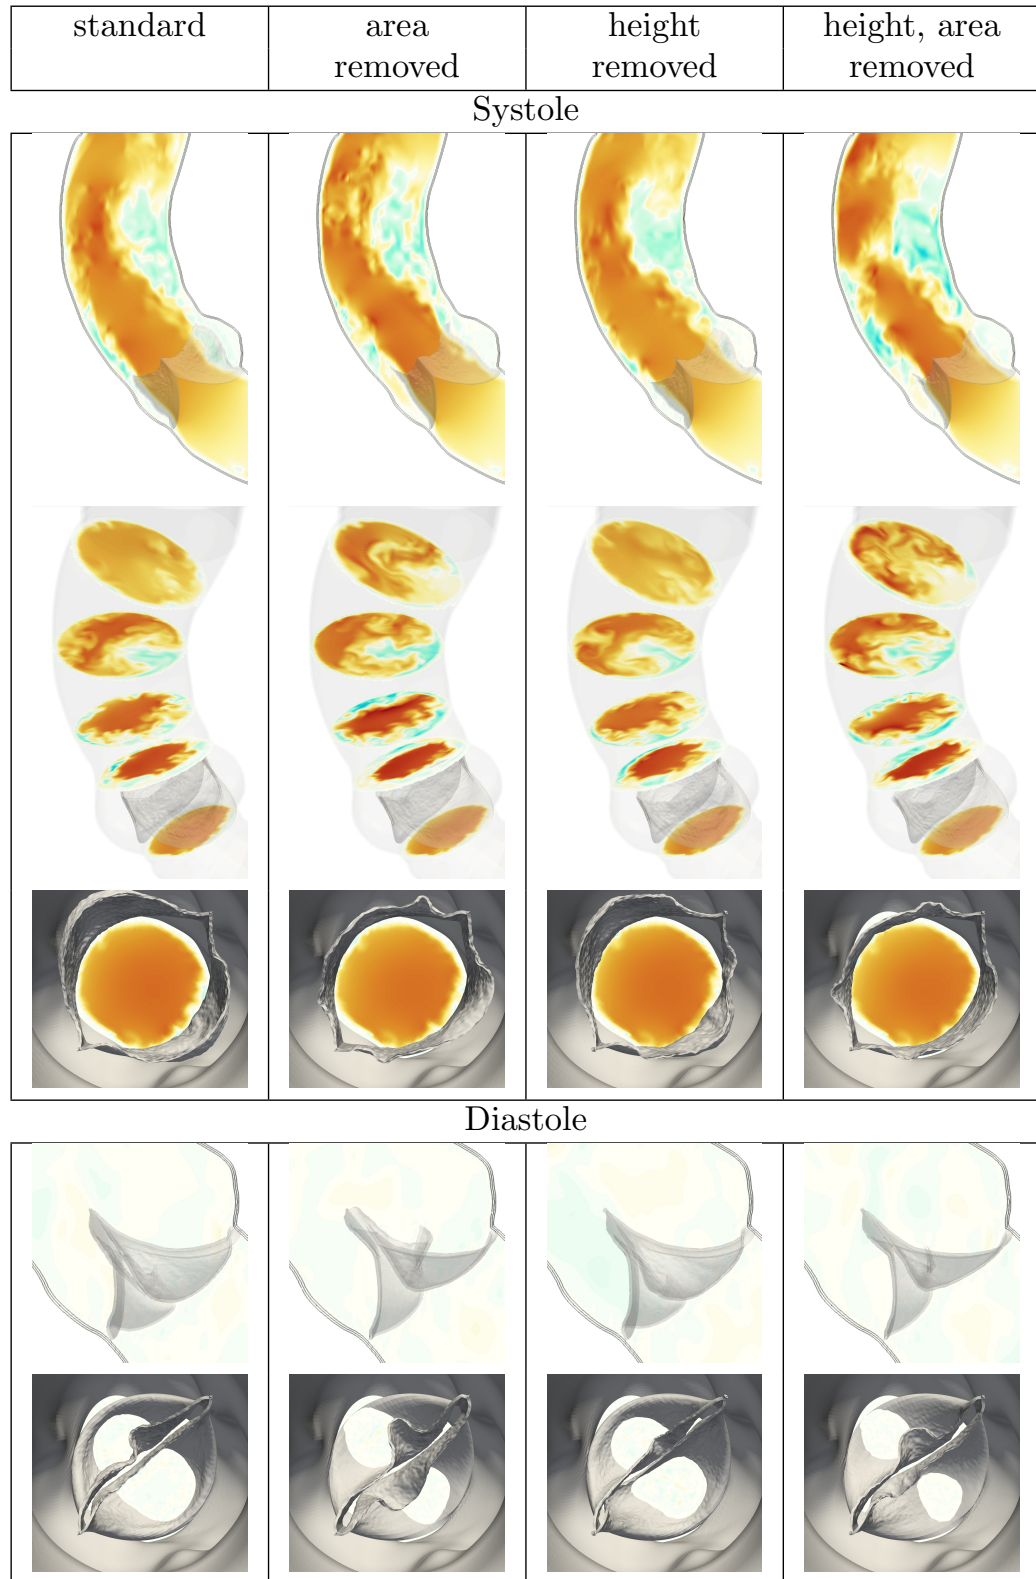 standard
area
removed
height
removed
height, area
removed
Systole
Diastole